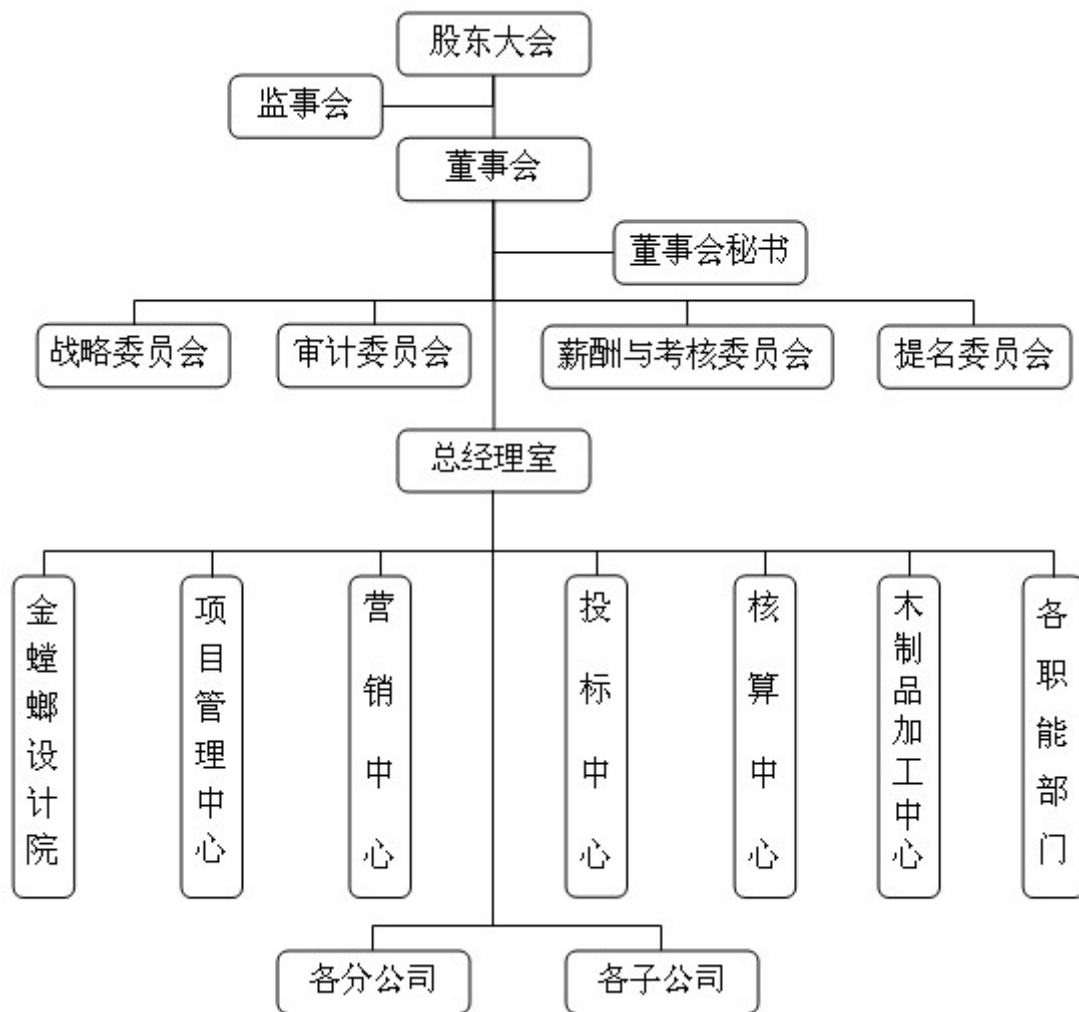 股东大会
监事会
董事会
董事会秘书
战略委员会
审计委员会
薪酬与考核委员会
提名委员会
总经理室
金螳螂设计院
项目管理中心
营销中心
投标中心
核算中心
木制品加工中心
各职能部门
各分公司
各子公司